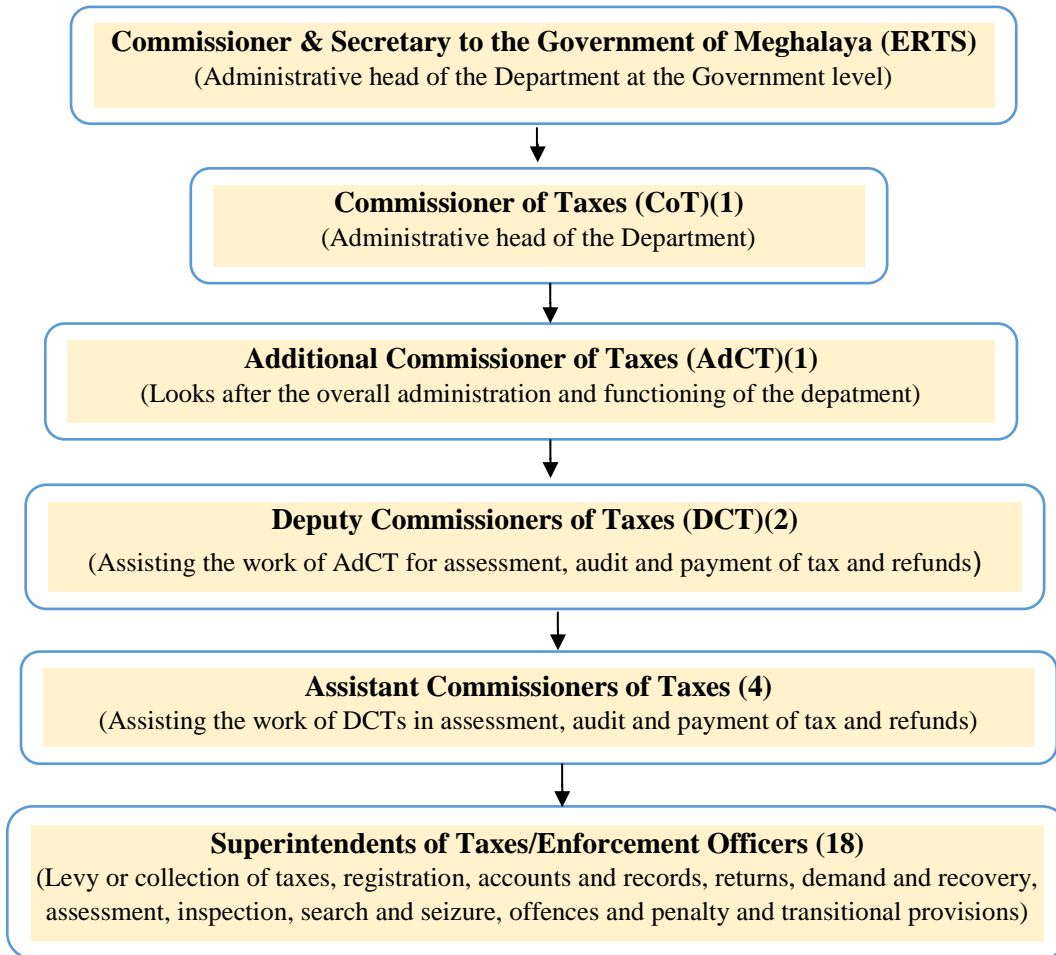 Commissioner & Secretary to the Government of Meghalaya (ERTS)
(Administrative head of the Department at the Government level)
Commissioner of Taxes (CoT)(1)
(Administrative head of the Department)
Additional Commissioner of Taxes (AdCT)(1)
(Looks after the overall administration and functioning of the depatment)
Deputy Commissioners of Taxes (DCT)(2)
(Assisting the work of AdCT for assessment, audit and payment of tax and refunds)
Assistant Commissioners of Taxes (4)
(Assisting the work of DCTs in assessment, audit and payment of tax and refunds)
Superintendents of Taxes/Enforcement Officers (18)
(Levy or collection of taxes, registration, accounts and records, returns, demand and recovery,
assessment, inspection, search and seizure, offences and penalty and transitional provisions)